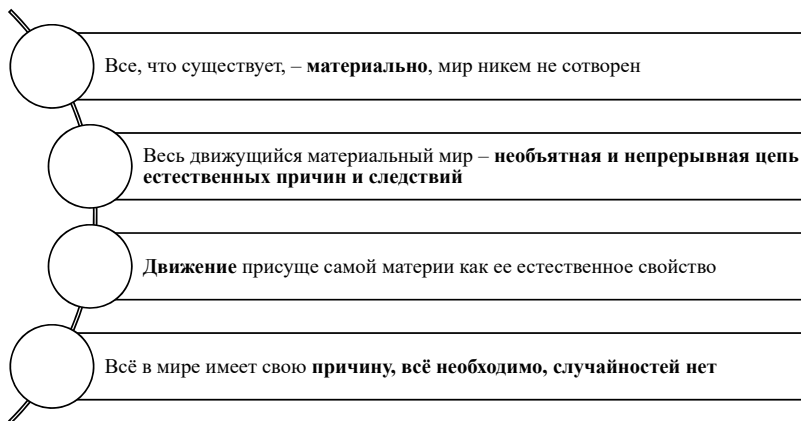 Все, что существует, – материально, мир никем не сотворен
Весь движущийся материальный мир – необъятная и непрерывная цепь
естественных причин и следствий
Движение присуще самой материи как ее естественное свойство
Всё в мире имеет свою причину, всё необходимо, случайностей нет